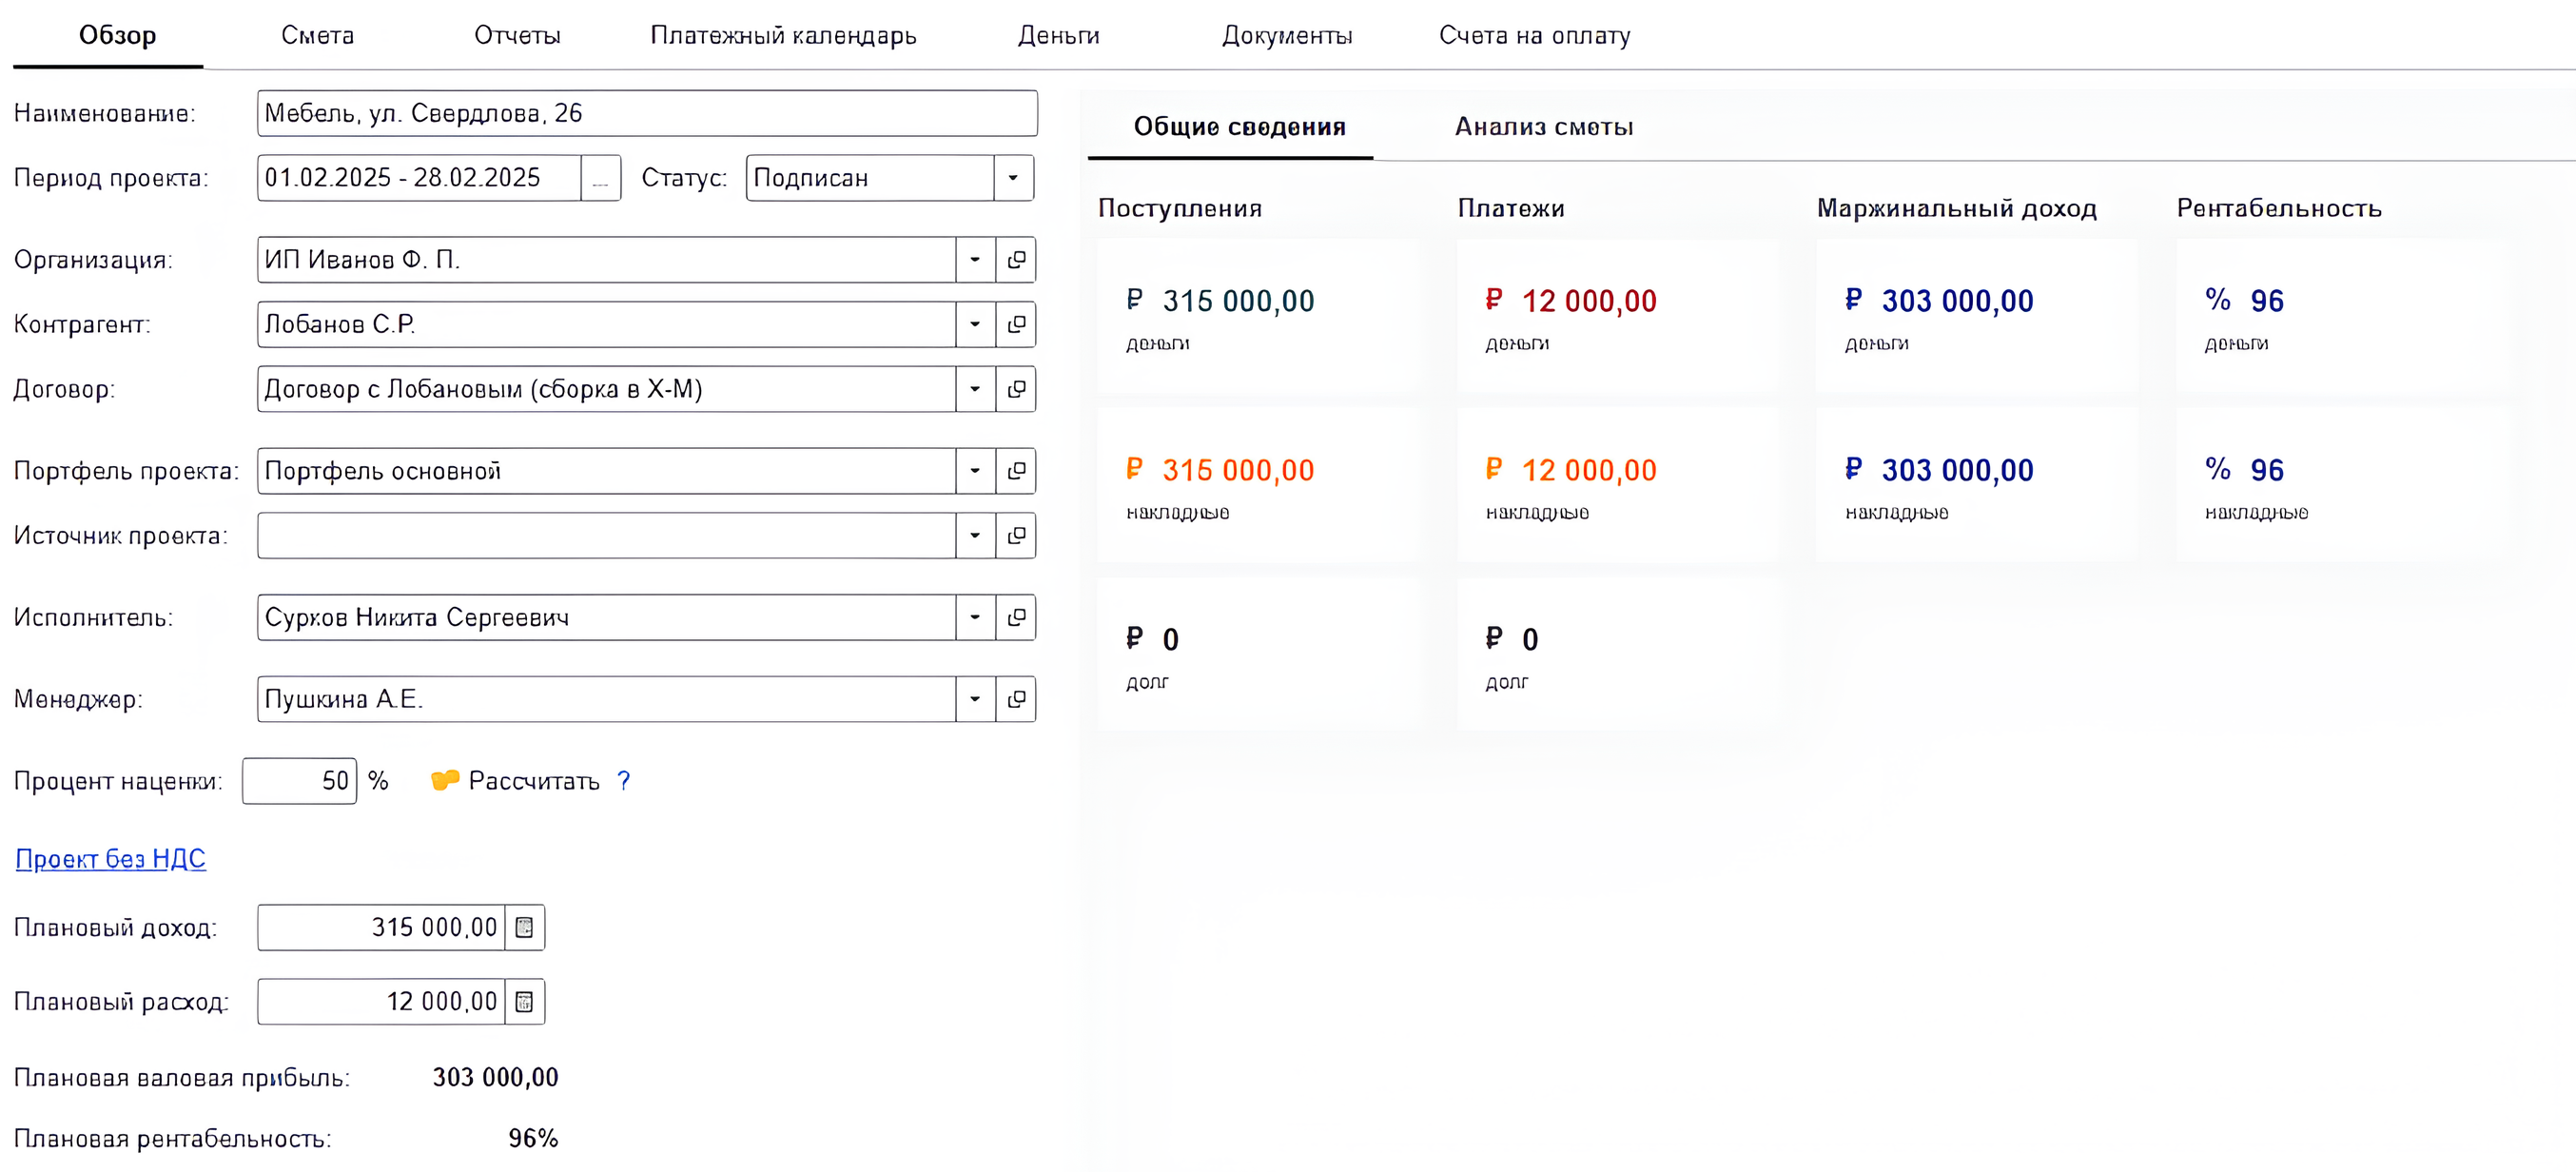 Обзор Смета Отчеты Платежный календарь Деньги Документы Счета на оплату
Наименование: Мебель, ул. Свердлова, 26
Период проекта: 01.02.2025 - 28.02.2025 ... Статус: Подписан
Организация: ИП Иванов Ф. П.
Контрагент: Лобанов С.Р.
Договор: Договор с Лобановым (сборка в Х-М)
Портфель проекта: Портфель основной
Источник проекта:
Исполнитель: Сурков Никита Сергеевич
Менеджер: Пушкина А.Е.
Процент наценки: 50 % Рассчитать ?
Проект без НДС
Плановый доход: 315 000,00
Плановый расход: 12 000,00
Плановая валовая прибыль: 303 000,00
Плановая рентабельность: 96%
Общие сведения Анализ сметы
Поступления Платежи Маржинальный доход Рентабельность
₽ 315 000,00 ₽ 12 000,00 ₽ 303 000,00 % 96
деньги деньги деньги деньги
₽ 315 000,00 ₽ 12 000,00 ₽ 303 000,00 % 96
накладные накладные накладные накладные
₽ 0 ₽ 0
долг долг